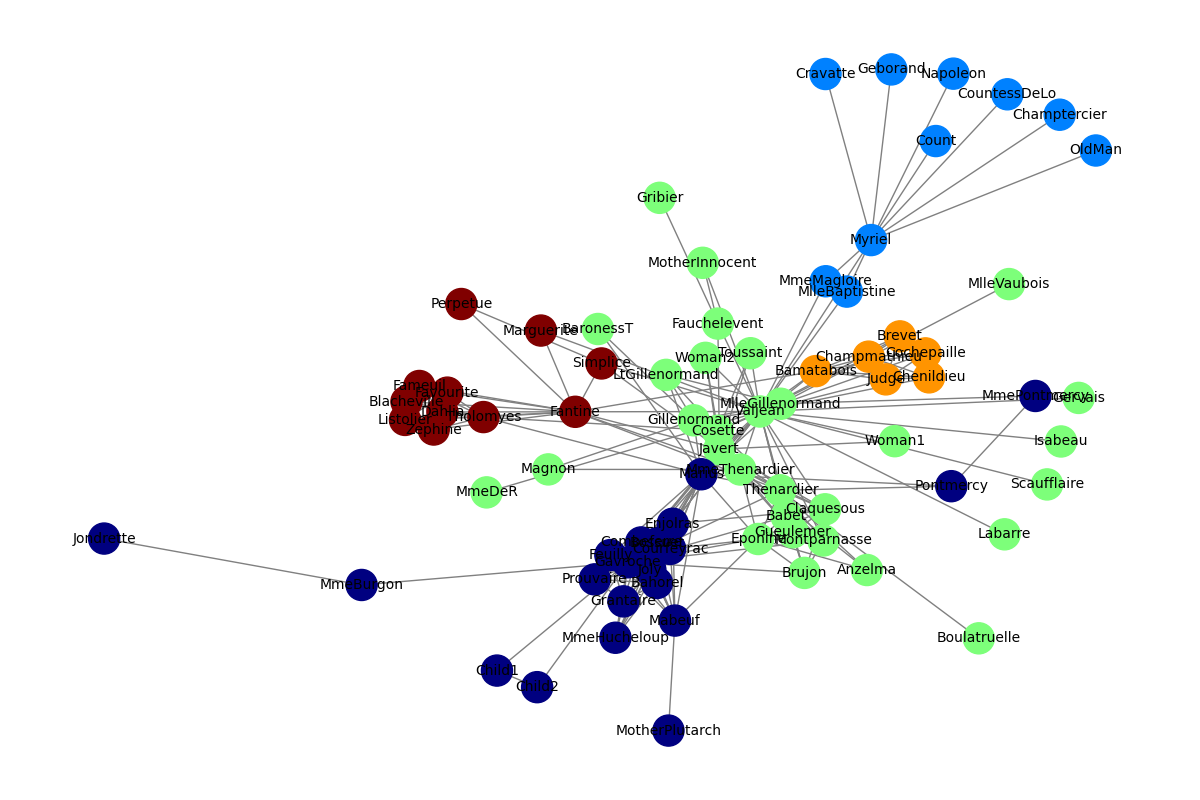 Cravatte
Geborand
Napoleon
CountessDeLo
Champtercier
Count
OldMan
Gribier
Myriel
MotherInnocent
MmeMagloire
MlleBaptistine
MlleVaubois
Perpetue
Marguerite
BaronessT
Fauchelevent
Brevet
Toussaint
Woman2
Champmathieu
Cochepaille
Simplice
LtGillenormand
Bamatabois
Judge
Chenildieu
Fameuil
Favourite
Blacheville
Dahlia
Listolier
Tholomyes
Zephine
Fantine
MlleGillenormand
Valjean
MmePontmercy
Gervais
Gillenormand
Cosette
Javert
Woman1
Isabeau
Magnon
Marius
MmeThenardier
Thenardier
Pontmercy
Scaufflaire
MmeDeR
Claquesous
Babet
Enjolras
Gueulemer
Montparnasse
Eponine
Labarre
Jondrette
Courfeyrac
Feuilly
Gavroche
Joly
Prouvaire
Bahorel
Brujon
Anzelma
MmeBurgon
Grantaire
Mabeuf
MmeHucheloup
Boulatruelle
Child1
Child2
MotherPlutarch